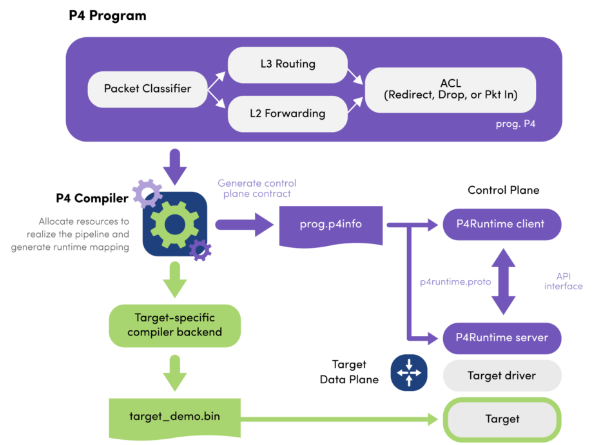 P4 Program
L3 Routing
Packet Classifier
ACL
(Redirect, Drop, or Pkt In)
L2 Forwarding
prog. P4
P4 Compiler
Allocate resources to
realize the pipeline and
generate runtime mapping
Generate control
plane contract
prog.p4info
Control Plane
P4Runtime client
p4runtime.proto
API
interface
P4Runtime server
Target-specific
compiler backend
Target
Data Plane
Target driver
target_demo.bin
Target